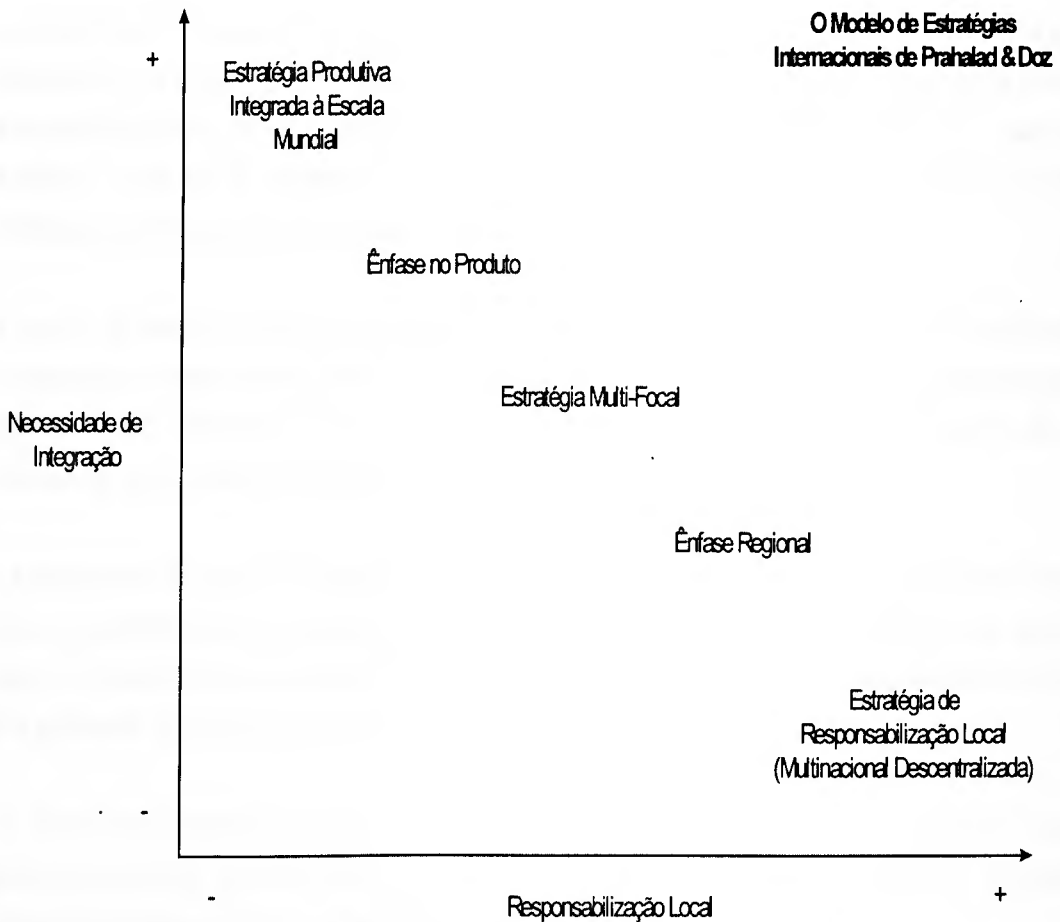 O Modelo de Estratégias
Internacionais de Prahalad & Doz
+
Estratégia Produtiva
Integrada à Escala
Mundial
Ênfase no Produto
Estratégia Multi-Focal
Necessidade de
Integração
Ênfase Regional
Estratégia de
Responsabilização Local
(Multinacional Descentralizada)
-
-
+
Responsabilização Local